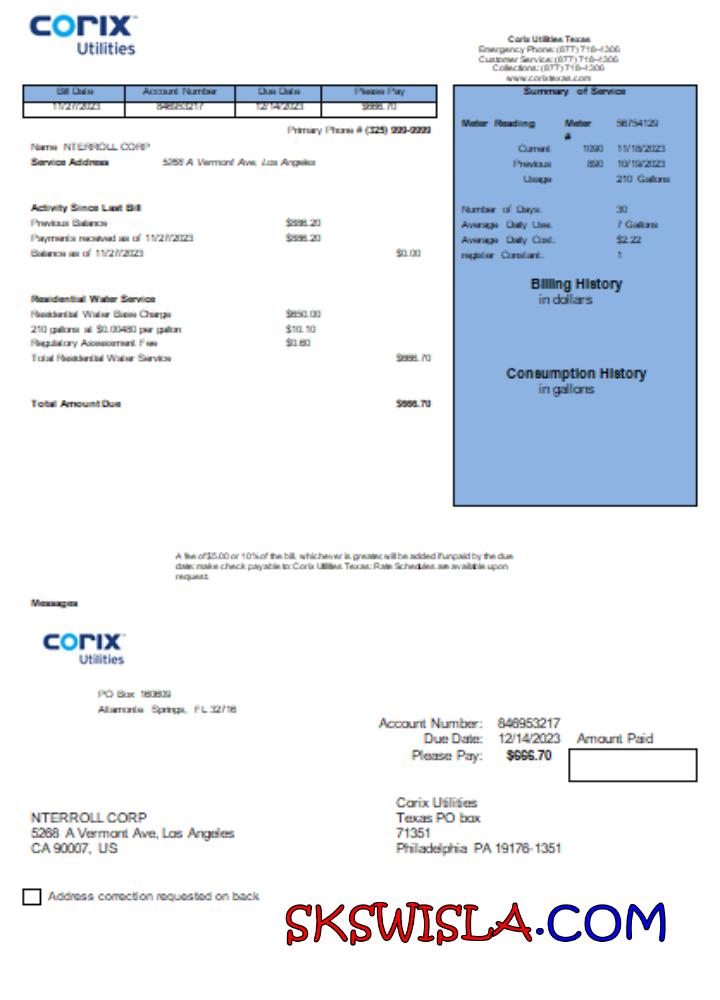 corix
Utilities
Corix Utilities Texas
Emergency Phone: (877) 718-4306
Customer Service: (877) 718-4306
Collections: (877) 718-4306
www.corixtexas.com
Bill Date Account Number Due Date Please Pay
11/27/2023 846953217 12/14/2023 $666.70
Primary Phone # (325) 999-9999
Name NTERROLL CORP
Service Address 5268 A Vermont Ave, Los Angeles
Activity Since Last Bill
Previous Balance $666.20
Payments received as of 11/27/2023 $666.20
Balance as of 11/27/2023 $0.00
Residential Water Service
Residential Water Base Charge $650.00
210 gallons at $0.00480 per gallon $10.10
Regulatory Assessment Fee $0.60
Total Residential Water Service $666.70
Total Amount Due $666.70
Summary of Service
Meter Reading Meter # 56754129
Current 1090 11/18/2023
Previous 890 10/19/2023
Usage 210 Gallons
Number of Days: 30
Average Daily Use: 7 Gallons
Average Daily Cost: $2.22
register Constant: 1
Billing History
in dollars
Consumption History
in gallons
A fee of $5.00 or 10% of the bill, whichever is greater, will be added if unpaid by the due
date: make check payable to: Corix Utilities Texas: Rate Schedules are available upon
request.
Messages
corix
Utilities
PO Box 160609
Altamonte Springs, FL 32716
Account Number: 846953217
Due Date: 12/14/2023 Amount Paid
Please Pay: $666.70
NTERROLL CORP
5268 A Vermont Ave, Los Angeles
CA 90007, US
Corix Utilities
Texas PO box
71351
Philadelphia PA 19176-1351
Address correction requested on back
SKSWISLA.COM